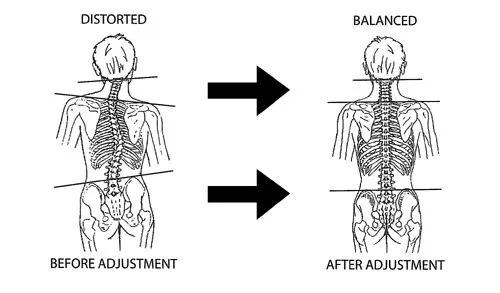 DISTORTED
BALANCED
BEFORE ADJUSTMENT
AFTER ADJUSTMENT